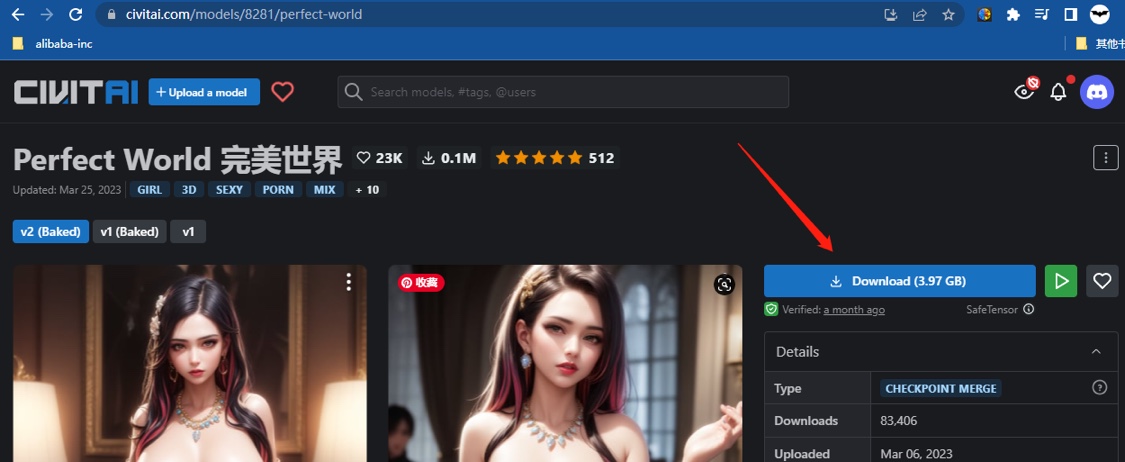 civitai.com/models/8281/perfect-world
alibaba-inc
其他书
CIVITAI
+ Upload a model
Search models, #tags, @users
Perfect World 完美世界 23K 0.1M 512
Updated: Mar 25, 2023 GIRL 3D SEXY PORN MIX + 10
v2 (Baked) v1 (Baked) v1
收藏
Download (3.97 GB)
Verified: a month ago SafeTensor
Details
Type CHECKPOINT MERGE
Downloads 83,406
Uploaded Mar 06, 2023